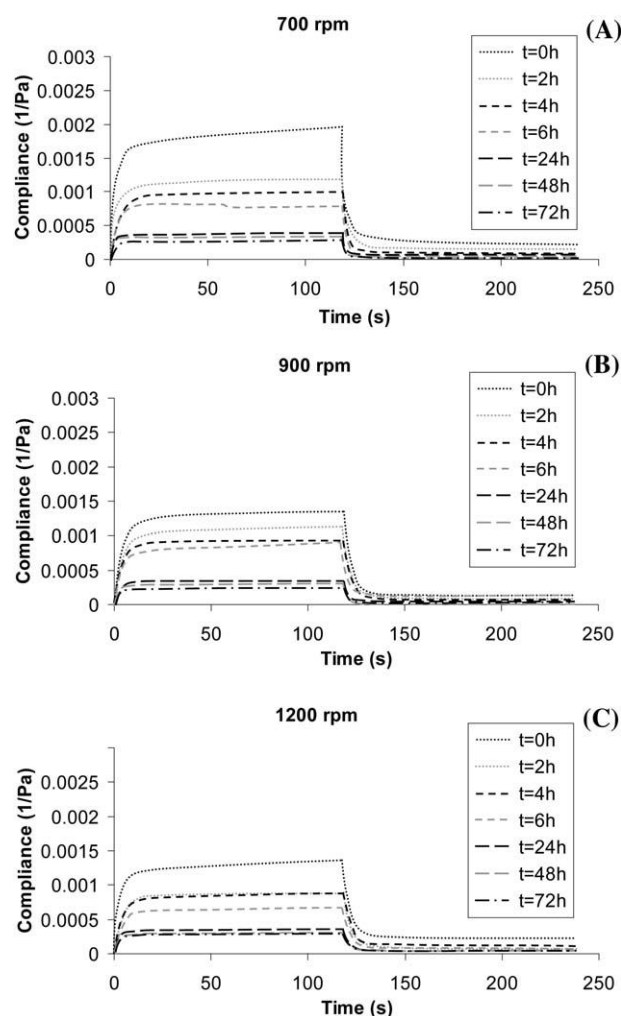 700 rpm
(A)
0.003
0.0025
0.002
0.0015
0.001
0.0005
0
Compliance (1/Pa)
0 50 100 150 200 250
Time (s)
t=0h
t=2h
t=4h
t=6h
t=24h
t=48h
t=72h
900 rpm
(B)
0.003
0.0025
0.002
0.0015
0.001
0.0005
0
Compliance (1/Pa)
0 50 100 150 200 250
Time (s)
t=0h
t=2h
t=4h
t=6h
t=24h
t=48h
t=72h
1200 rpm
(C)
0.0025
0.002
0.0015
0.001
0.0005
0
Compliance (1/Pa)
0 50 100 150 200 250
Time (s)
t=0h
t=2h
t=4h
t=6h
t=24h
t=48h
t=72h